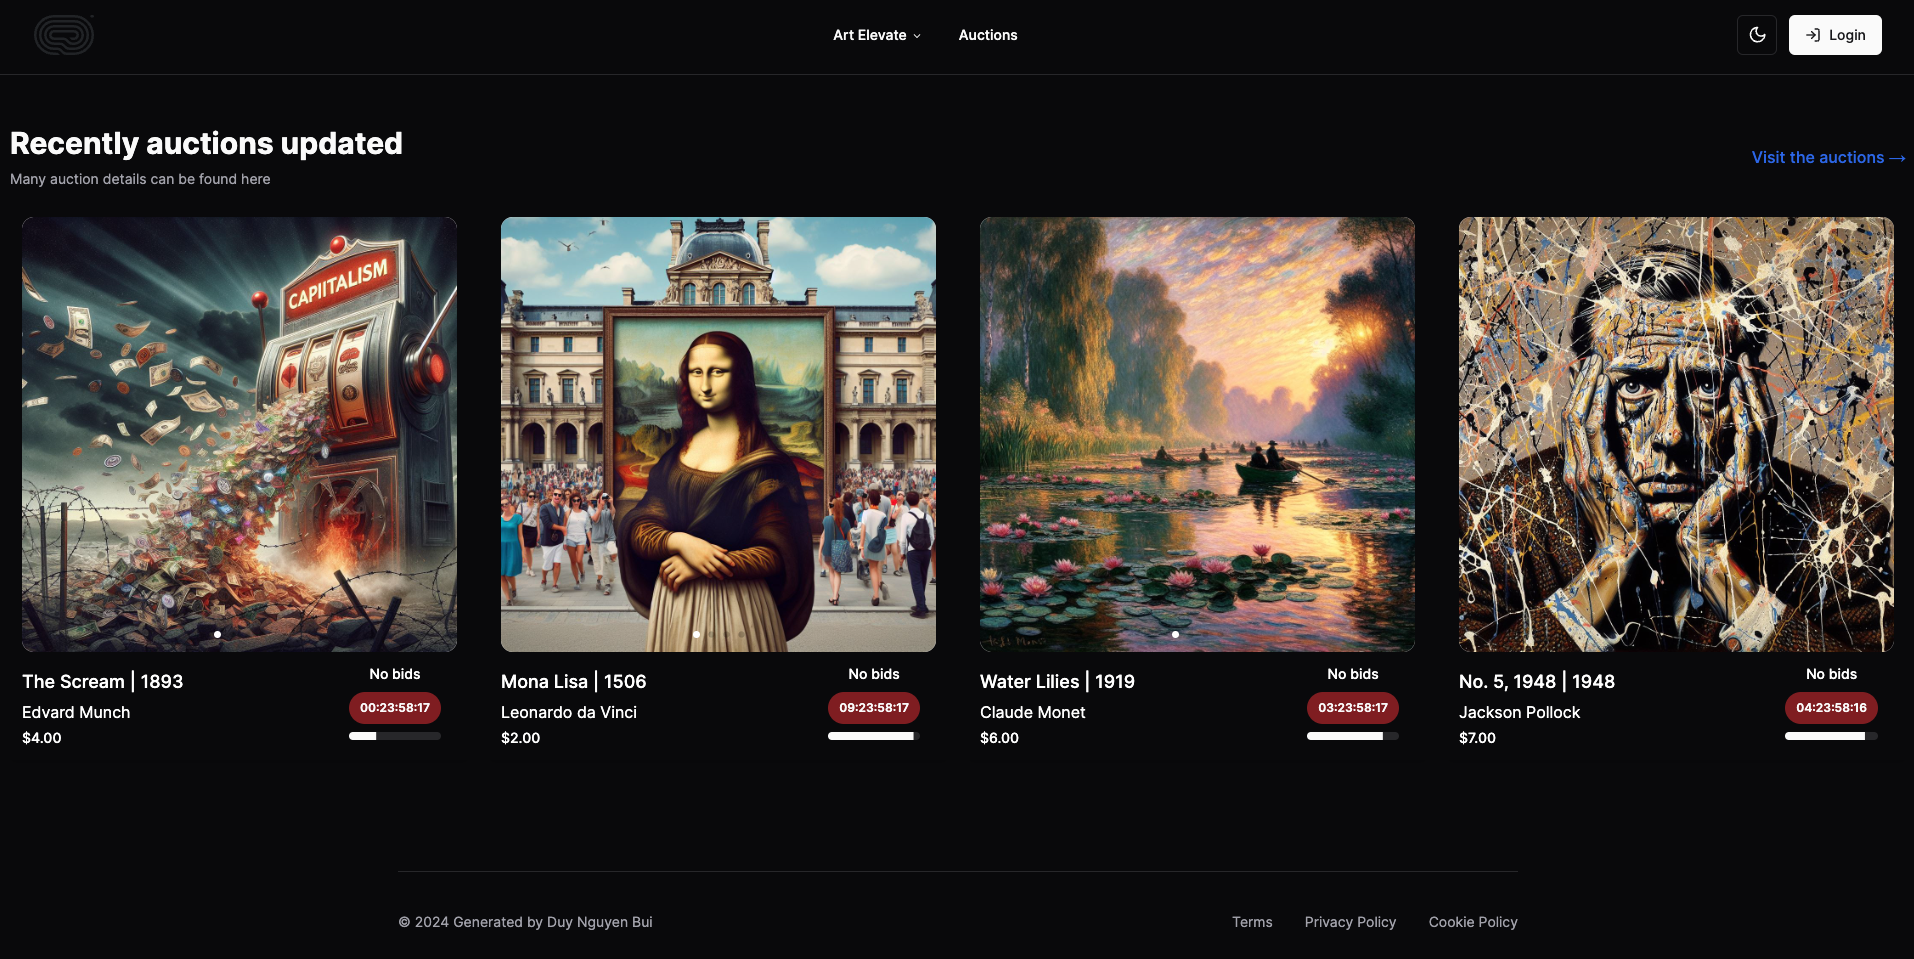 Art Elevate
Auctions
Login
Recently auctions updated
Many auction details can be found here
Visit the auctions →
CAPIITALISM
The Scream | 1893
No bids
Edvard Munch
00:23:58:17
$4.00
Mona Lisa | 1506
No bids
Leonardo da Vinci
09:23:58:17
$2.00
Water Lilies | 1919
No bids
Claude Monet
03:23:58:17
$6.00
No. 5, 1948 | 1948
No bids
Jackson Pollock
04:23:58:16
$7.00
© 2024 Generated by Duy Nguyen Bui
Terms
Privacy Policy
Cookie Policy